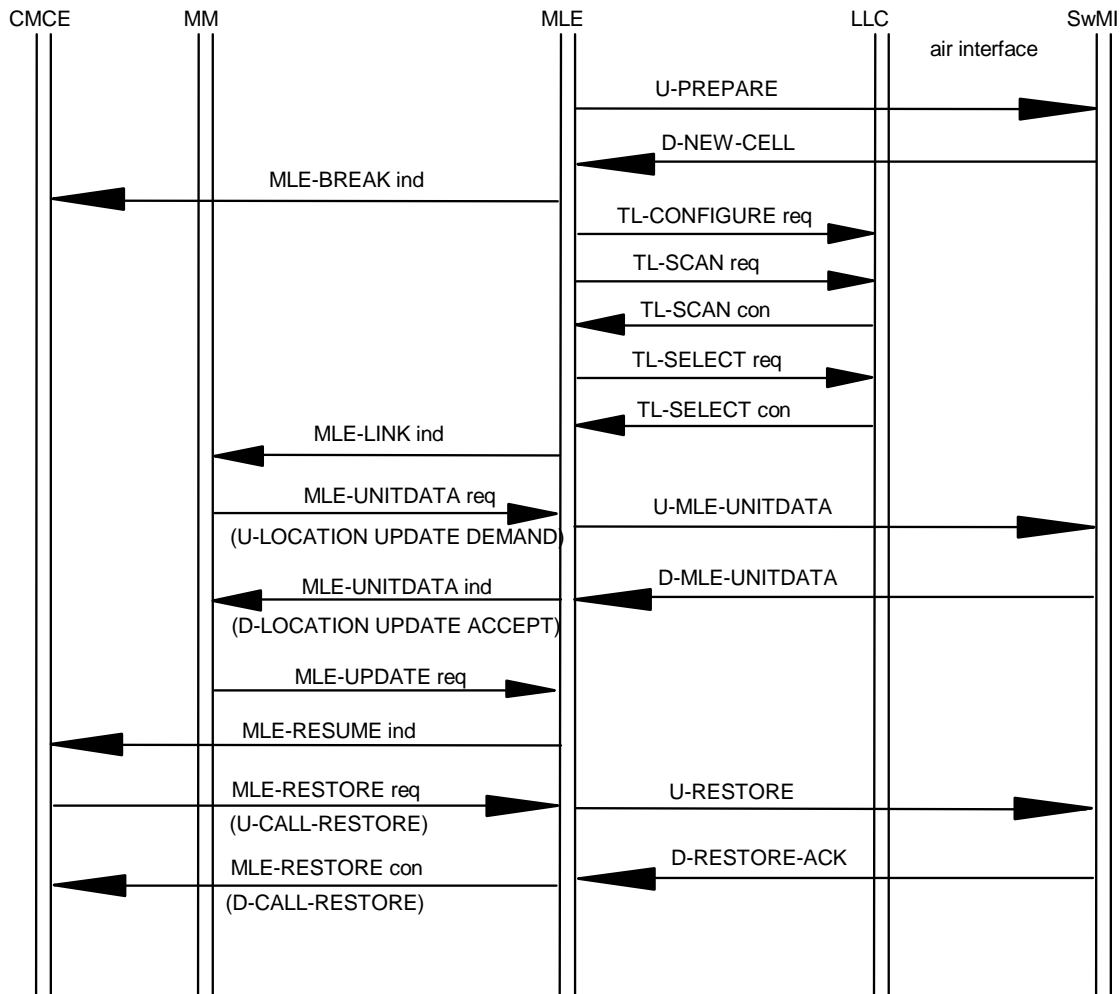 CMCE MM MLE LLC SwMI
air interface
U-PREPARE
D-NEW-CELL
MLE-BREAK ind
TL-CONFIGURE req
TL-SCAN req
TL-SCAN con
TL-SELECT req
TL-SELECT con
MLE-LINK ind
MLE-UNITDATA req
U-MLE-UNITDATA
(U-LOCATION UPDATE DEMAND)
MLE-UNITDATA ind
D-MLE-UNITDATA
(D-LOCATION UPDATE ACCEPT)
MLE-UPDATE req
MLE-RESUME ind
MLE-RESTORE req
U-RESTORE
(U-CALL-RESTORE)
MLE-RESTORE con
D-RESTORE-ACK
(D-CALL-RESTORE)